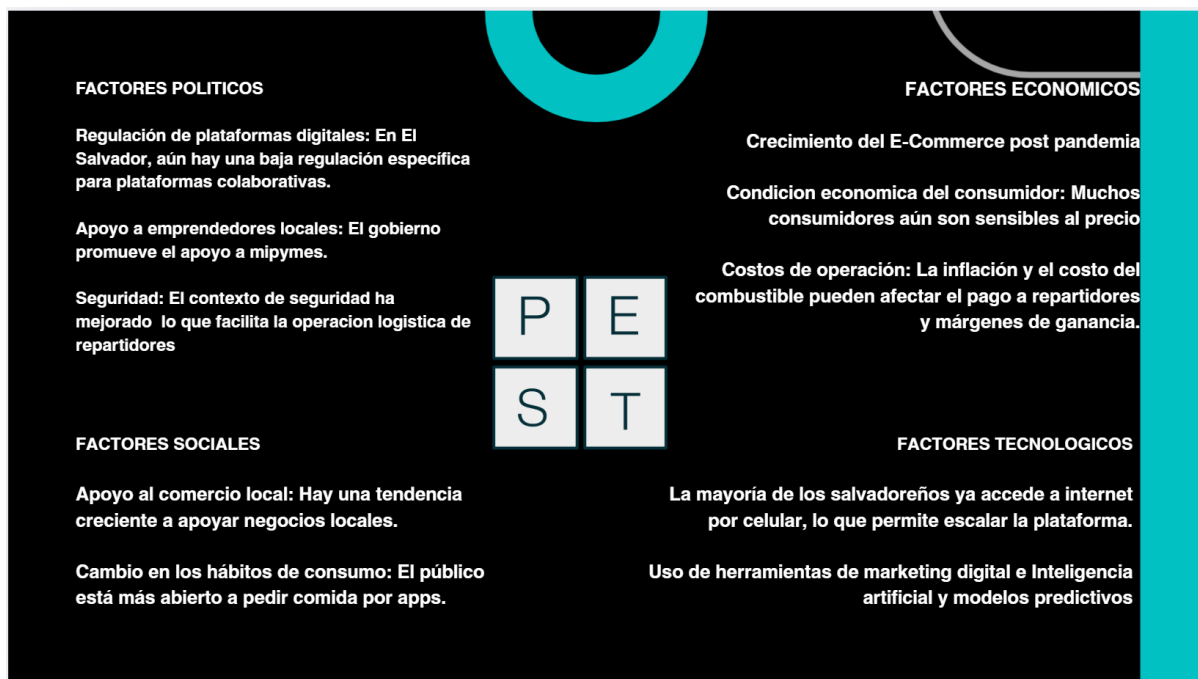 FACTORES POLITICOS
Regulación de plataformas digitales: En El
Salvador, aún hay una baja regulación específica
para plataformas colaborativas.
Apoyo a emprendedores locales: El gobierno
promueve el apoyo a mipymes.
Seguridad: El contexto de seguridad ha
mejorado  lo que facilita la operacion logistica de
repartidores
FACTORES ECONOMICOS
Crecimiento del E-Commerce post pandemia
Condicion economica del consumidor: Muchos
consumidores aún son sensibles al precio
Costos de operación: La inflación y el costo del
combustible pueden afectar el pago a repartidores
y márgenes de ganancia.
P E
S T
FACTORES SOCIALES
Apoyo al comercio local: Hay una tendencia
creciente a apoyar negocios locales.
Cambio en los hábitos de consumo: El público
está más abierto a pedir comida por apps.
FACTORES TECNOLOGICOS
La mayoría de los salvadoreños ya accede a internet
por celular, lo que permite escalar la plataforma.
Uso de herramientas de marketing digital e Inteligencia
artificial y modelos predictivos